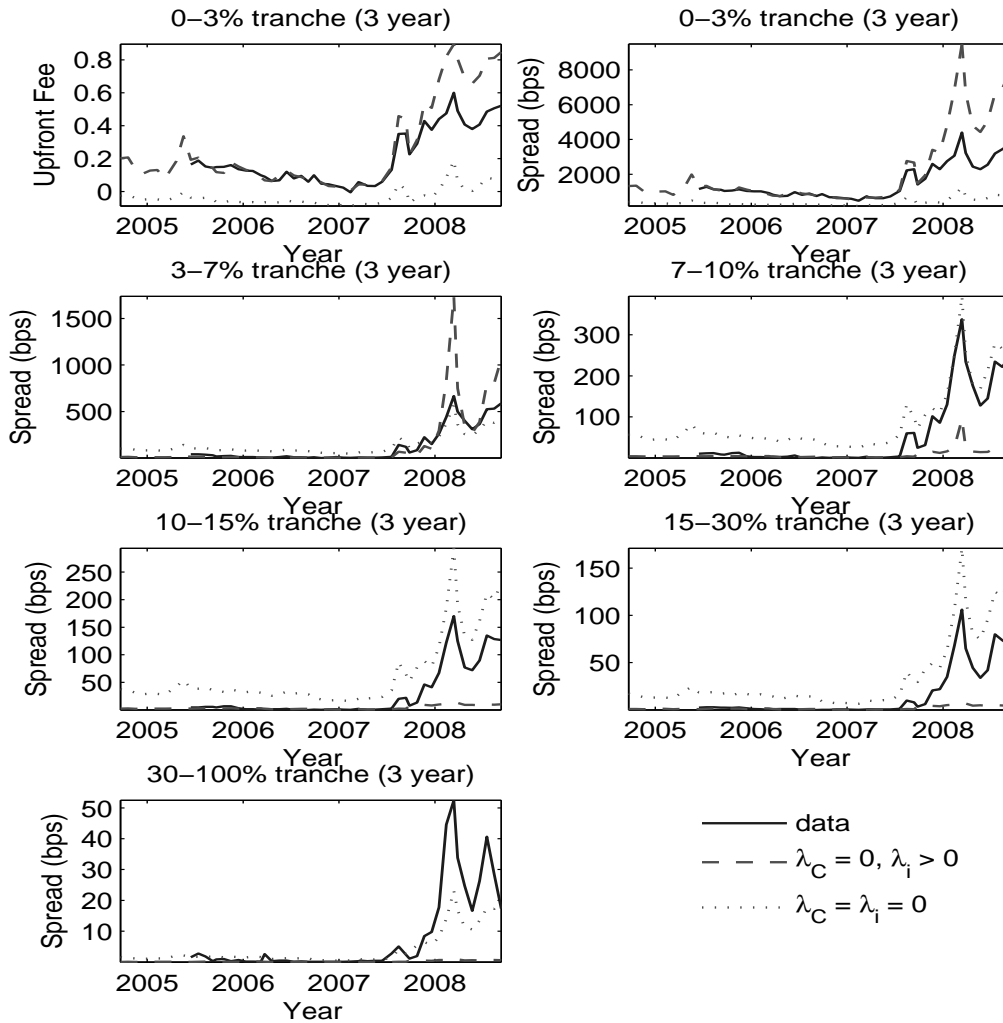 0–3% tranche (3 year)
Upfront Fee
0.8
0.6
0.4
0.2
0
2005 2006 2007 2008
Year
0–3% tranche (3 year)
Spread (bps)
8000
6000
4000
2000
2005 2006 2007 2008
Year
3–7% tranche (3 year)
Spread (bps)
1500
1000
500
2005 2006 2007 2008
Year
7–10% tranche (3 year)
Spread (bps)
300
200
100
2005 2006 2007 2008
Year
10–15% tranche (3 year)
Spread (bps)
250
200
150
100
50
2005 2006 2007 2008
Year
15–30% tranche (3 year)
Spread (bps)
150
100
50
2005 2006 2007 2008
Year
30–100% tranche (3 year)
Spread (bps)
50
40
30
20
10
2005 2006 2007 2008
Year
data
λ_C = 0, λ_i > 0
λ_C = λ_i = 0